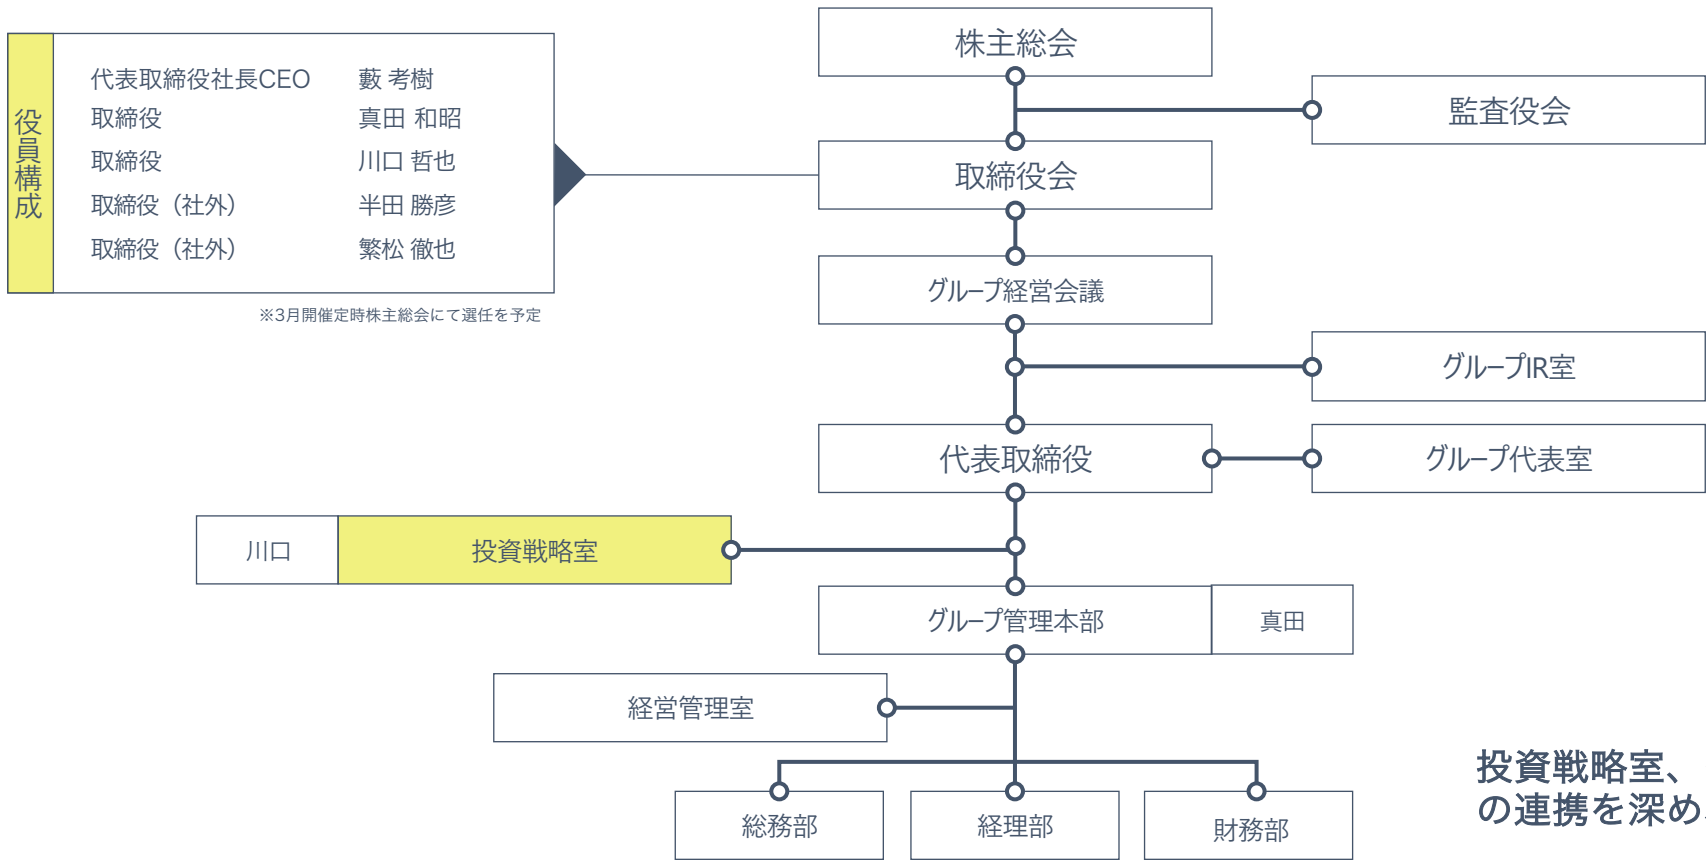 株主総会
監査役会
役員構成
代表取締役社長CEO 藪 考樹
取締役 真田 和昭
取締役 川口 哲也
取締役（社外） 半田 勝彦
取締役（社外） 繁松 徹也
※3月開催定時株主総会にて選任を予定
取締役会
グループ経営会議
グループIR室
代表取締役
グループ代表室
川口 投資戦略室
グループ管理本部 真田
経営管理室
総務部
経理部
財務部
投資戦略室、
の連携を深め